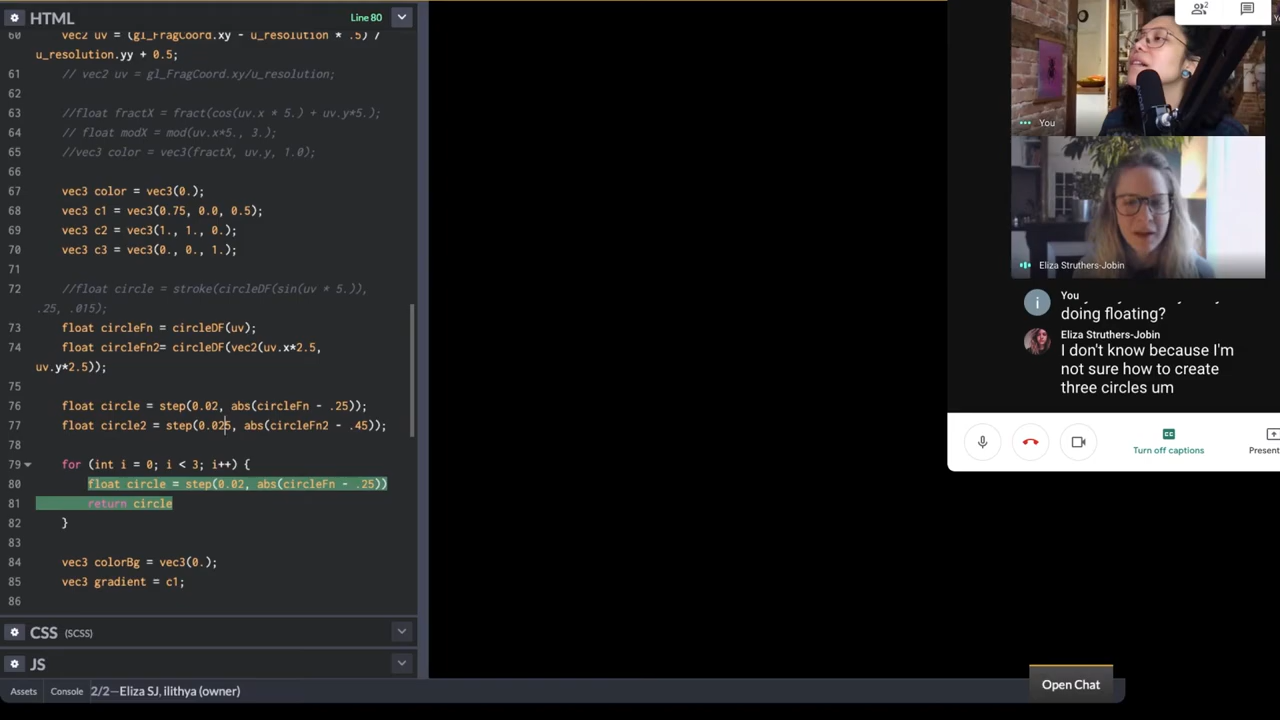 HTML
Line 80
60 vec2 uv = (gl_FragCoord.xy - u_resolution * .5) /
u_resolution.yy + 0.5;
61 // vec2 uv = gl_FragCoord.xy/u_resolution;
62
63 //float fractX = fract(cos(uv.x * 5.) + uv.y*5.);
64 // float modX = mod(uv.x*5., 3.);
65 //vec3 color = vec3(fractX, uv.y, 1.0);
66
67 vec3 color = vec3(0.);
68 vec3 c1 = vec3(0.75, 0.0, 0.5);
69 vec3 c2 = vec3(1., 1., 0.);
70 vec3 c3 = vec3(0., 0., 1.);
71
72 //float circle = stroke(circleDF(sin(uv * 5.)),
.25, .015);
73 float circleFn = circleDF(uv);
74 float circleFn2= circleDF(vec2(uv.x*2.5,
uv.y*2.5));
75
76 float circle = step(0.02, abs(circleFn - .25));
77 float circle2 = step(0.025, abs(circleFn2 - .45));
78
79 for (int i = 0; i < 3; i++) {
80 float circle = step(0.02, abs(circleFn - .25))
81 return circle
82 }
83
84 vec3 colorBg = vec3(0.);
85 vec3 gradient = c1;
86
CSS (SCSS)
JS
Assets Console 2/2—Eliza SJ, ilithya (owner)
2
You
Eliza Struthers-Jobin
i
You
doing floating?
Eliza Struthers-Jobin
I don't know because I'm
not sure how to create
three circles um
CC
Turn off captions
Present
Open Chat